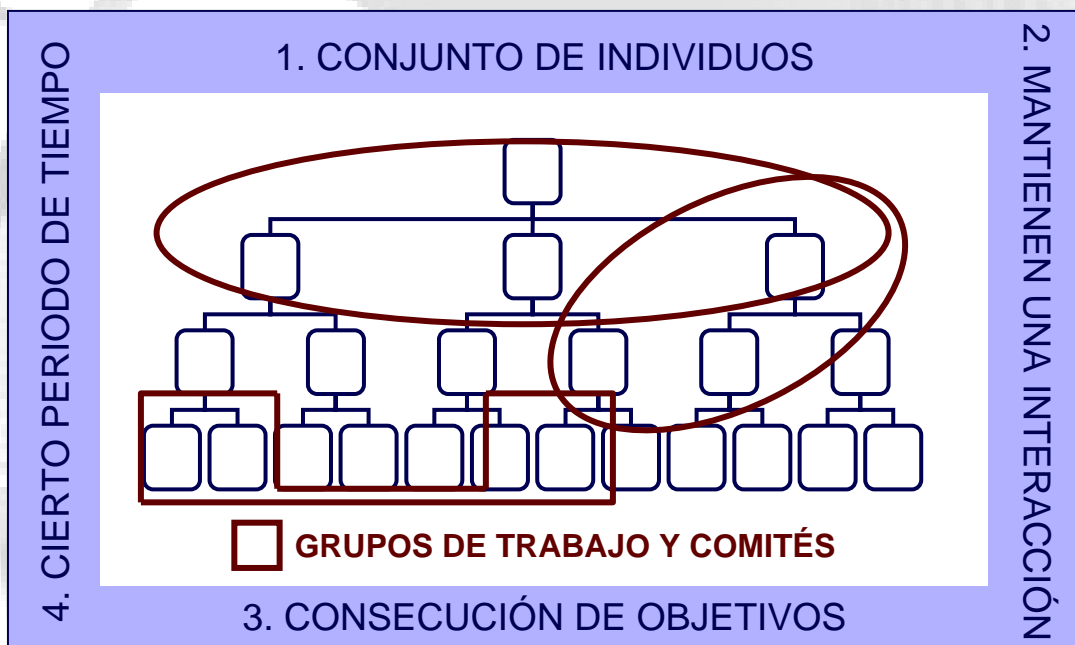 1. CONJUNTO DE INDIVIDUOS
2. MANTIENEN UNA INTERACCIÓN
GRUPOS DE TRABAJO Y COMITÉS
3. CONSECUCIÓN DE OBJETIVOS
4. CIERTO PERIODO DE TIEMPO